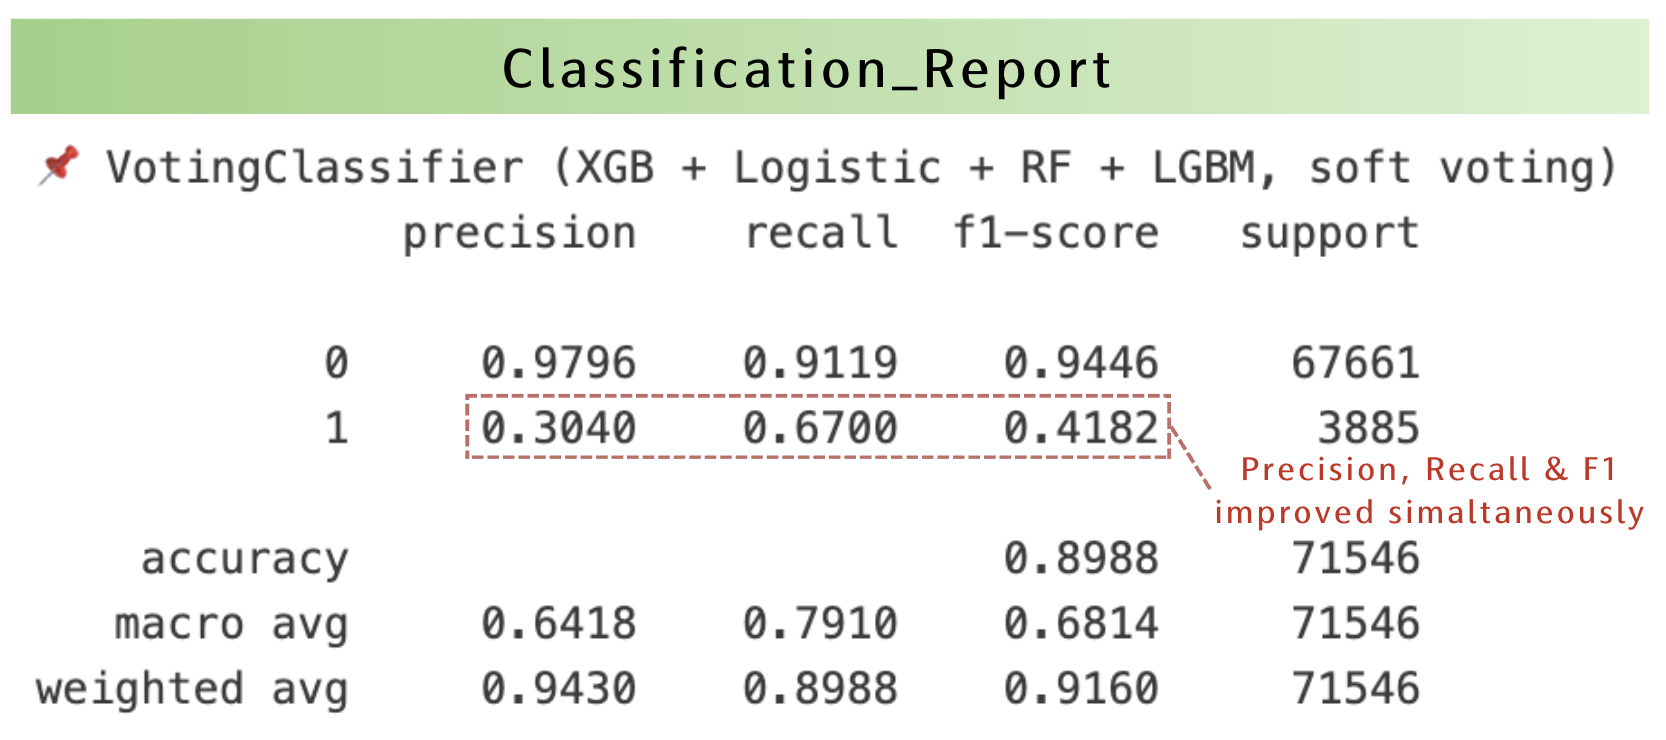 Classification_Report
📌 VotingClassifier (XGB + Logistic + RF + LGBM, soft voting)
precision recall f1-score support
0 0.9796 0.9119 0.9446 67661
1 0.3040 0.6700 0.4182 3885
Precision, Recall & F1
improved simaltaneously
accuracy 0.8988 71546
macro avg 0.6418 0.7910 0.6814 71546
weighted avg 0.9430 0.8988 0.9160 71546